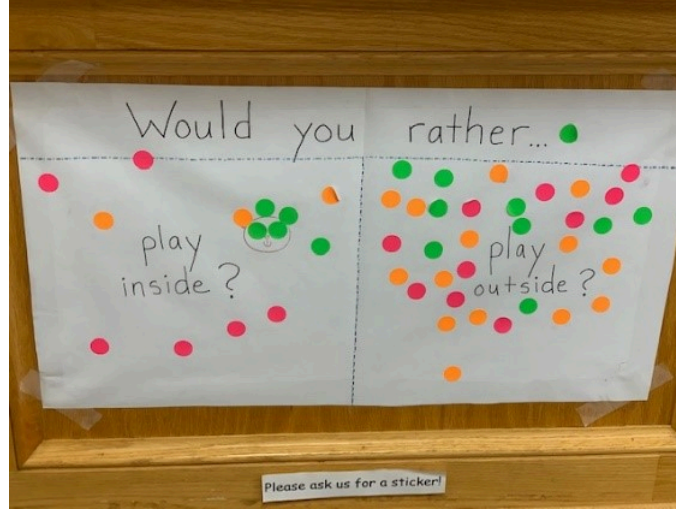 Would you rather...
play inside?
play outside?
Please ask us for a sticker!